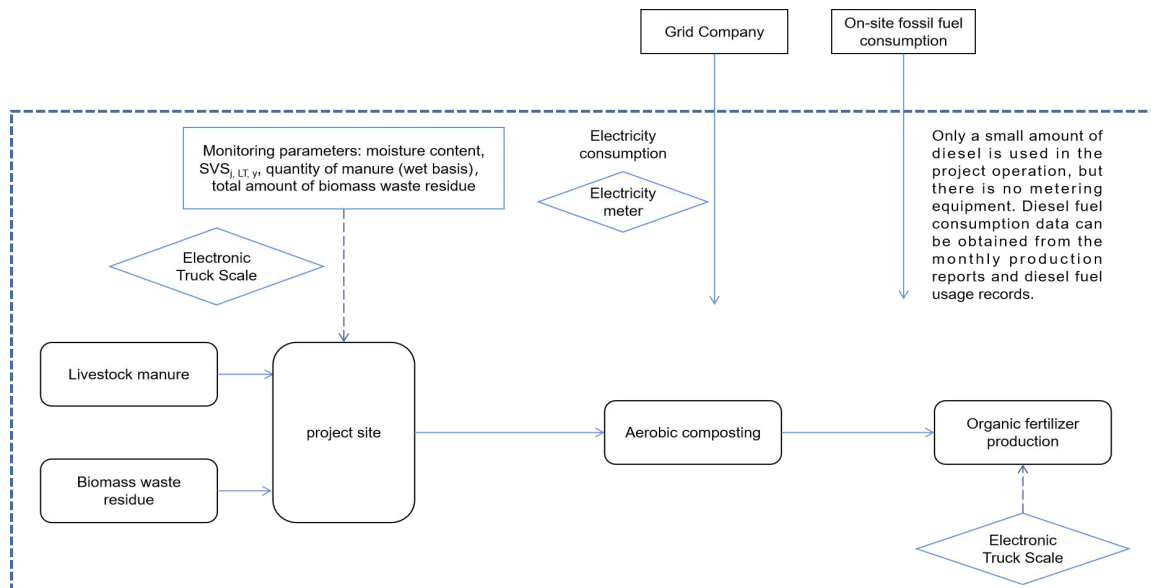 Grid Company
On-site fossil fuel
consumption
Monitoring parameters: moisture content,
SVSj, LT, y, quantity of manure (wet basis),
total amount of biomass waste residue
Electricity
consumption
Electricity
meter
Only a small amount of
diesel is used in the
project operation, but
there is no metering
equipment. Diesel fuel
consumption data can
be obtained from the
monthly production
reports and diesel fuel
usage records.
Electronic
Truck Scale
Livestock manure
project site
Aerobic composting
Organic fertilizer
production
Biomass waste
residue
Electronic
Truck Scale